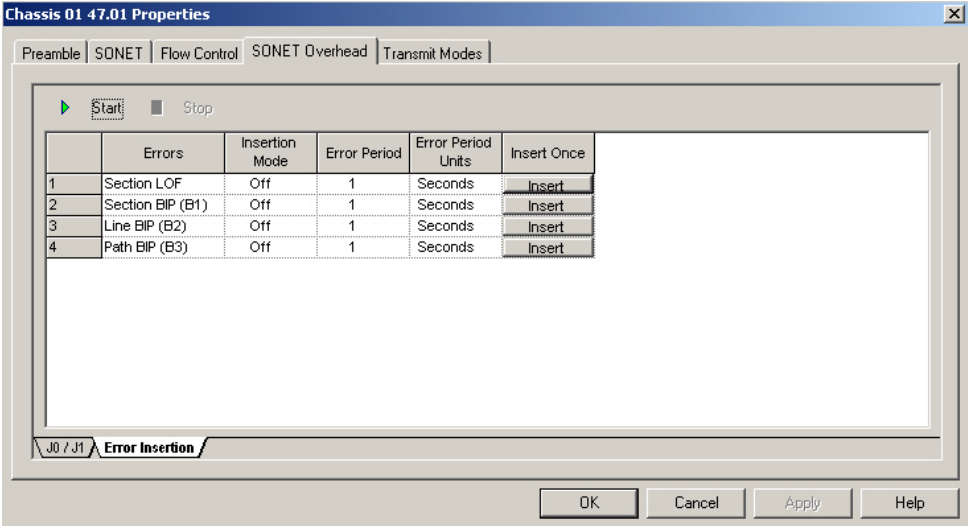 Chassis 01 47.01 Properties
Preamble SONET Flow Control SONET Overhead Transmit Modes
Start Stop
Errors Insertion Mode Error Period Error Period Units Insert Once
1 Section LOF Off 1 Seconds Insert
2 Section BIP (B1) Off 1 Seconds Insert
3 Line BIP (B2) Off 1 Seconds Insert
4 Path BIP (B3) Off 1 Seconds Insert
J0 / J1 Error Insertion
OK Cancel Apply Help